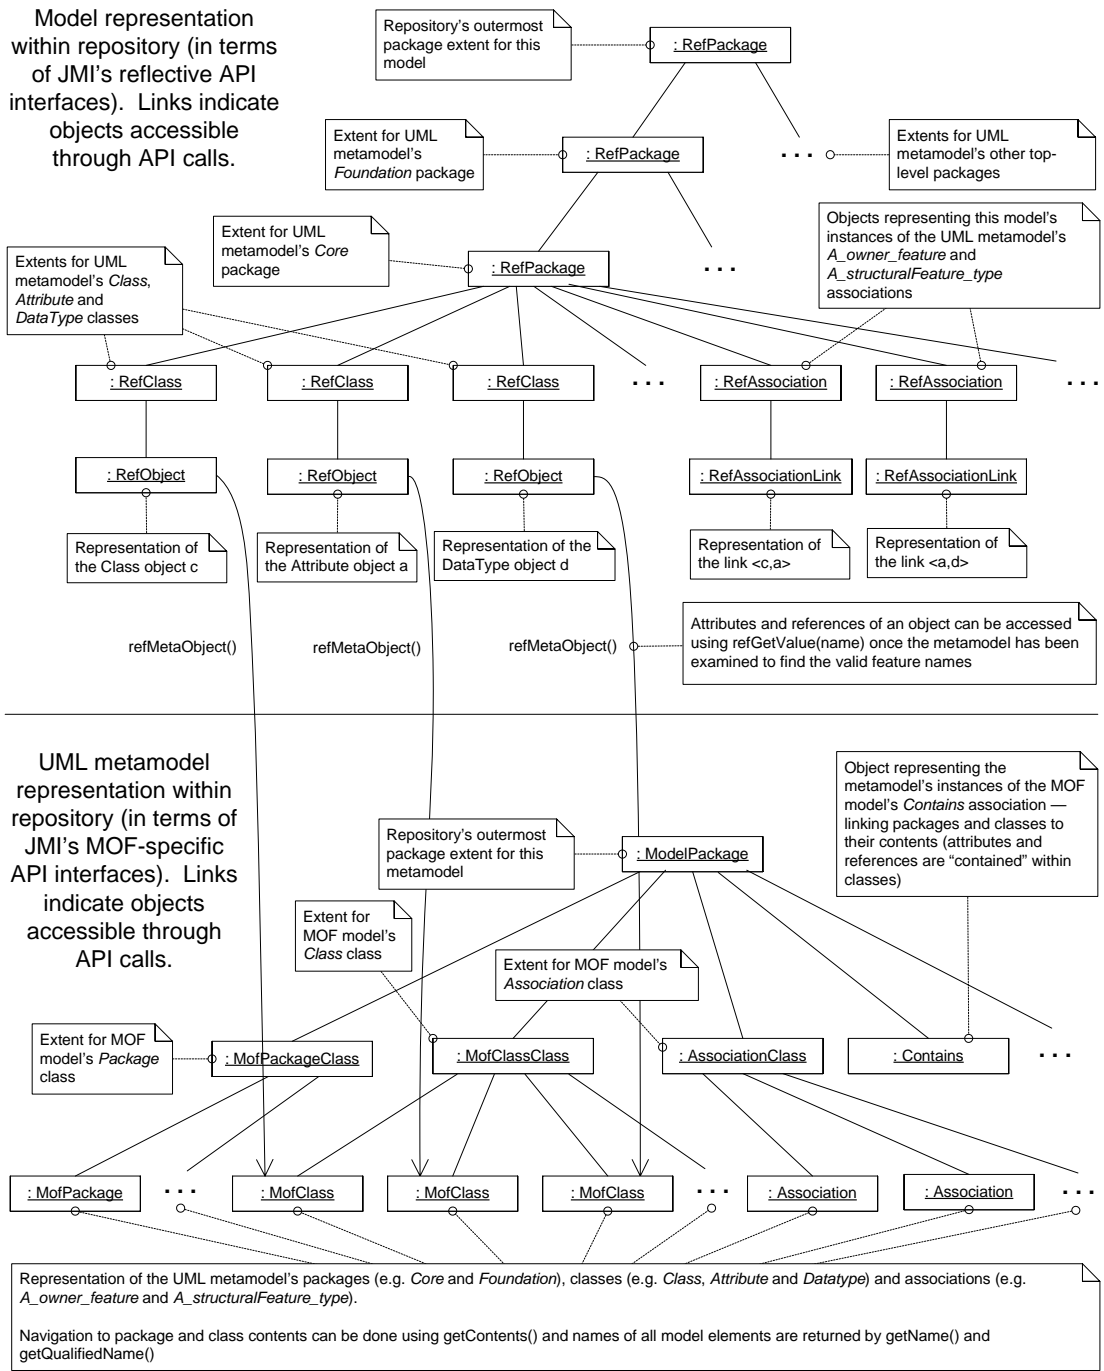 Model representation
within repository (in terms
of JMI's reflective API
interfaces).  Links indicate
objects accessible
through API calls.
Repository's outermost
package extent for this
model
: RefPackage
Extent for UML
metamodel's
Foundation package
: RefPackage
. . .
Extents for UML
metamodel's other top-
level packages
Extent for UML
metamodel's Core
package
: RefPackage
. . .
Objects representing this model's
instances of the UML metamodel's
A_owner_feature and
A_structuralFeature_type
associations
Extents for UML
metamodel's Class,
Attribute and
DataType classes
: RefClass
: RefClass
: RefClass
. . .
: RefAssociation
: RefAssociation
. . .
: RefObject
: RefObject
: RefObject
: RefAssociationLink
: RefAssociationLink
Representation of
the Class object c
Representation of
the Attribute object a
Representation of the
DataType object d
Representation of
the link <c,a>
Representation of
the link <a,d>
refMetaObject()
refMetaObject()
refMetaObject()
Attributes and references of an object can be accessed
using refGetValue(name) once the metamodel has been
examined to find the valid feature names
UML metamodel
representation within
repository (in terms of
JMI's MOF-specific
API interfaces).  Links
indicate objects
accessible through
API calls.
Repository's outermost
package extent for this
metamodel
: ModelPackage
Object representing the
metamodel's instances of the MOF
model's Contains association —
linking packages and classes to
their contents (attributes and
references are "contained" within
classes)
Extent for
MOF model's
Class class
Extent for MOF model's
Association class
Extent for MOF
model's Package
class
: MofPackageClass
: MofClassClass
: AssociationClass
: Contains
. . .
: MofPackage
. . .
: MofClass
: MofClass
: MofClass
. . .
: Association
: Association
. . .
Representation of the UML metamodel's packages (e.g. Core and Foundation), classes (e.g. Class, Attribute and Datatype) and associations (e.g.
A_owner_feature and A_structuralFeature_type).
Navigation to package and class contents can be done using getContents() and names of all model elements are returned by getName() and
getQualifiedName()